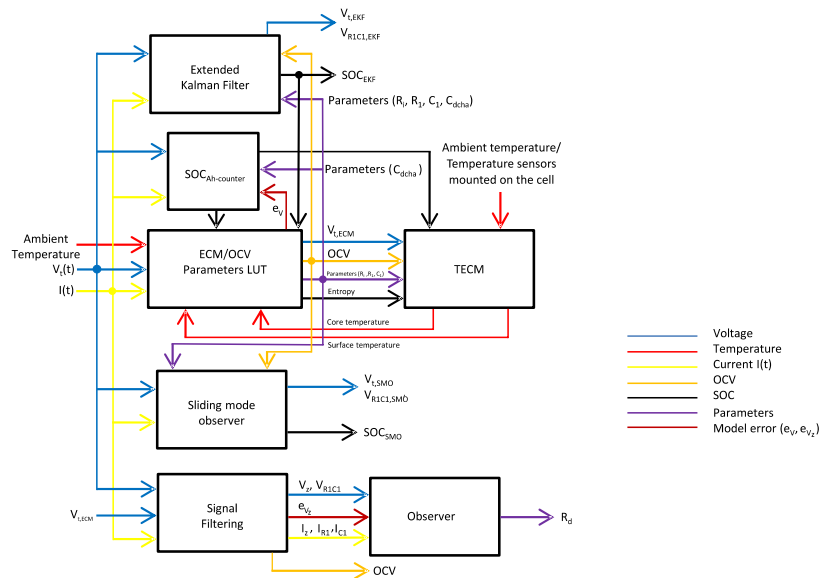 V_t,EKF
V_R1C1,EKF
Extended
Kalman Filter
SOC_EKF
Parameters (R_i, R_1, C_1, C_dcha)
SOC_Ah-counter
Parameters (C_dcha)
Ambient temperature/
Temperature sensors
mounted on the cell
e_V
Ambient
Temperature
V_t(t)
I(t)
ECM/OCV
Parameters LUT
V_t,ECM
OCV
Parameters (R_i ,R_1, C_1)
Entropy
TECM
Core temperature
Surface temperature
Sliding mode
observer
V_t,SMO
V_R1C1,SMO
SOC_SMO
Voltage
Temperature
Current I(t)
OCV
SOC
Parameters
Model error (e_V, e_Vz)
V_t,ECM
Signal
Filtering
V_z, V_R1C1
e_Vz
I_z , I_R1,I_C1
Observer
R_d
OCV